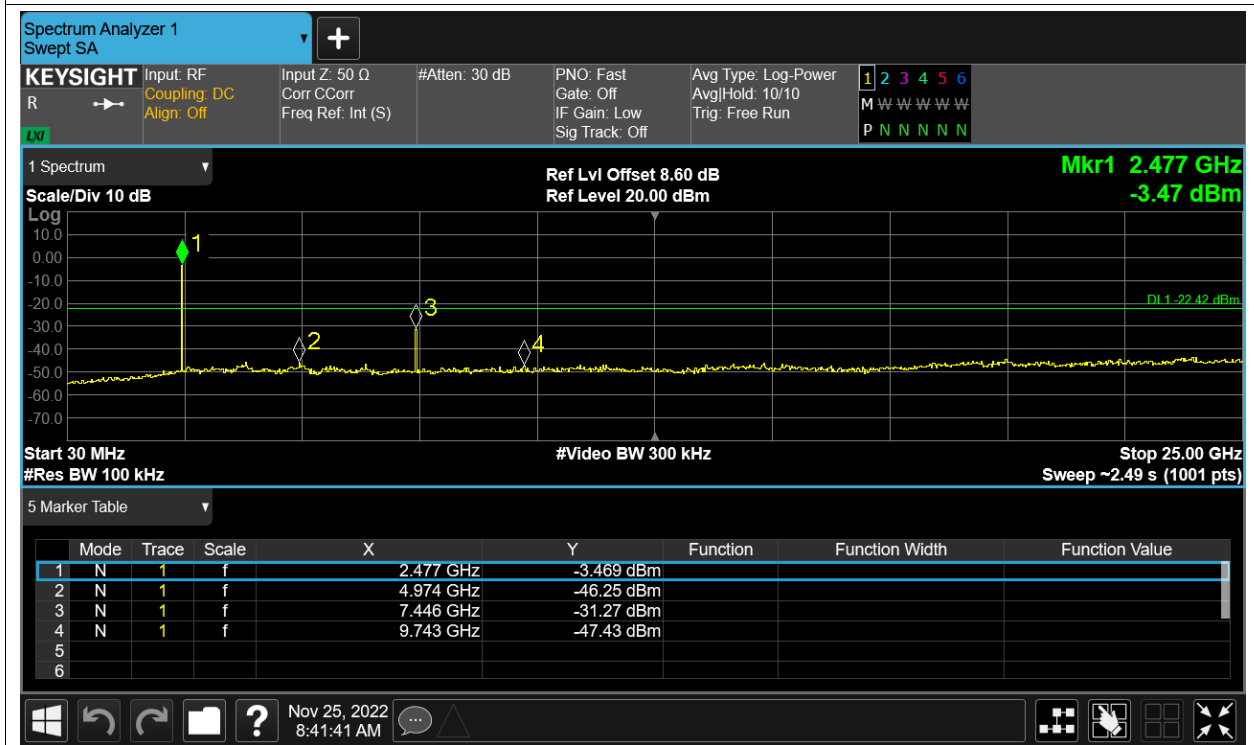 Spectrum Analyzer 1
Swept SA
KEYSIGHT Input: RF Input Z: 50 Ω #Atten: 30 dB PNO: Fast Avg Type: Log-Power 1 2 3 4 5 6
R Coupling: DC Corr CCorr Gate: Off Avg|Hold: 10/10 M W W W W W
Align: Off Freq Ref: Int (S) IF Gain: Low Trig: Free Run
LXI Sig Track: Off P N N N N N
1 Spectrum Ref Lvl Offset 8.60 dB Mkr1 2.477 GHz
Scale/Div 10 dB Ref Level 20.00 dBm -3.47 dBm
Log
10.0
1
0.00
-10.0
-20.0 DL1 -22.42 dBm
3
-30.0
2
4
-40.0
-50.0
-60.0
-70.0
Start 30 MHz #Video BW 300 kHz Stop 25.00 GHz
#Res BW 100 kHz Sweep ~2.49 s (1001 pts)
5 Marker Table
Mode Trace Scale X Y Function Function Width Function Value
1 N 1 f 2.477 GHz -3.469 dBm
2 N 1 f 4.974 GHz -46.25 dBm
3 N 1 f 7.446 GHz -31.27 dBm
4 N 1 f 9.743 GHz -47.43 dBm
5
6
? Nov 25, 2022
8:41:41 AM